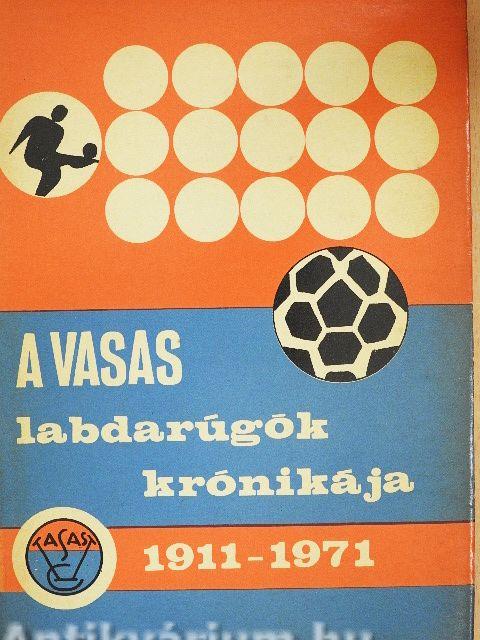 A VASAS
labdarúgók
krónikája
VASAS
1911-1971
Antikvárium.hu